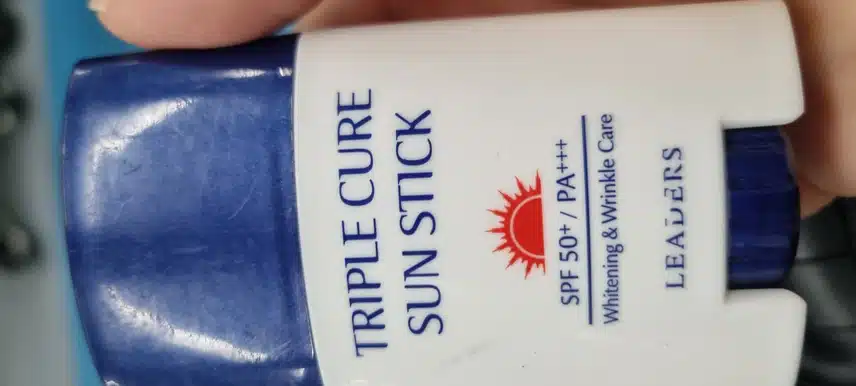 TRIPLE CURE
SUN STICK
SPF 50+ / PA+++
Whitening & Wrinkle Care
LEADERS